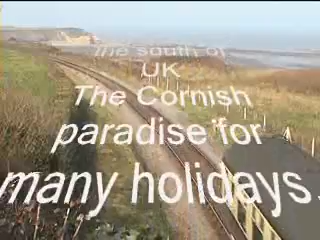 the south of
UK
The Cornish
paradise for
many holidays.